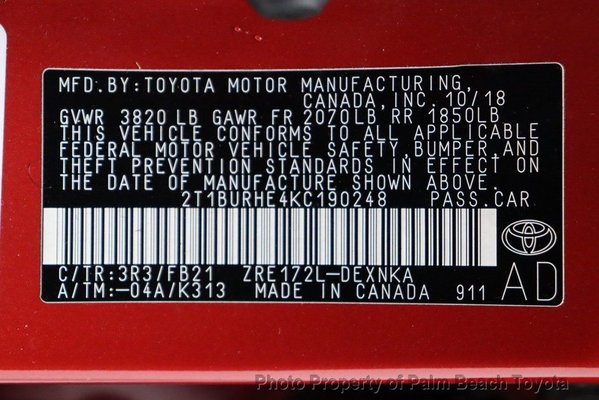 MFD. BY: TOYOTA MOTOR MANUFACTURING,
CANADA, INC. 10/18
GVWR 3820 LB GAWR FR 2070LB RR 1850LB
THIS VEHICLE CONFORMS TO ALL APPLICABLE
FEDERAL MOTOR VEHICLE SAFETY, BUMPER, AND
THEFT PREVENTION STANDARDS IN EFFECT ON
THE DATE OF MANUFACTURE SHOWN ABOVE.
2T1BURHE4KC190248 PASS.CAR
C/TR:3R3/FB21 ZRE172L-DEXNKA
A/TM:-04A/K313 MADE IN CANADA 911 AD
Photo Property of Palm Beach Toyota